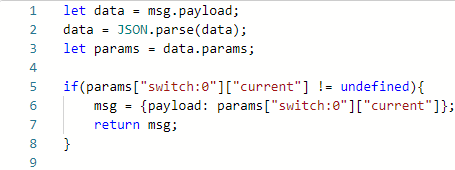 1 let data = msg.payload;
2 data = JSON.parse(data);
3 let params = data.params;
4
5 if(params["switch:0"]["current"] != undefined){
6     msg = {payload: params["switch:0"]["current"]};
7     return msg;
8 }
9